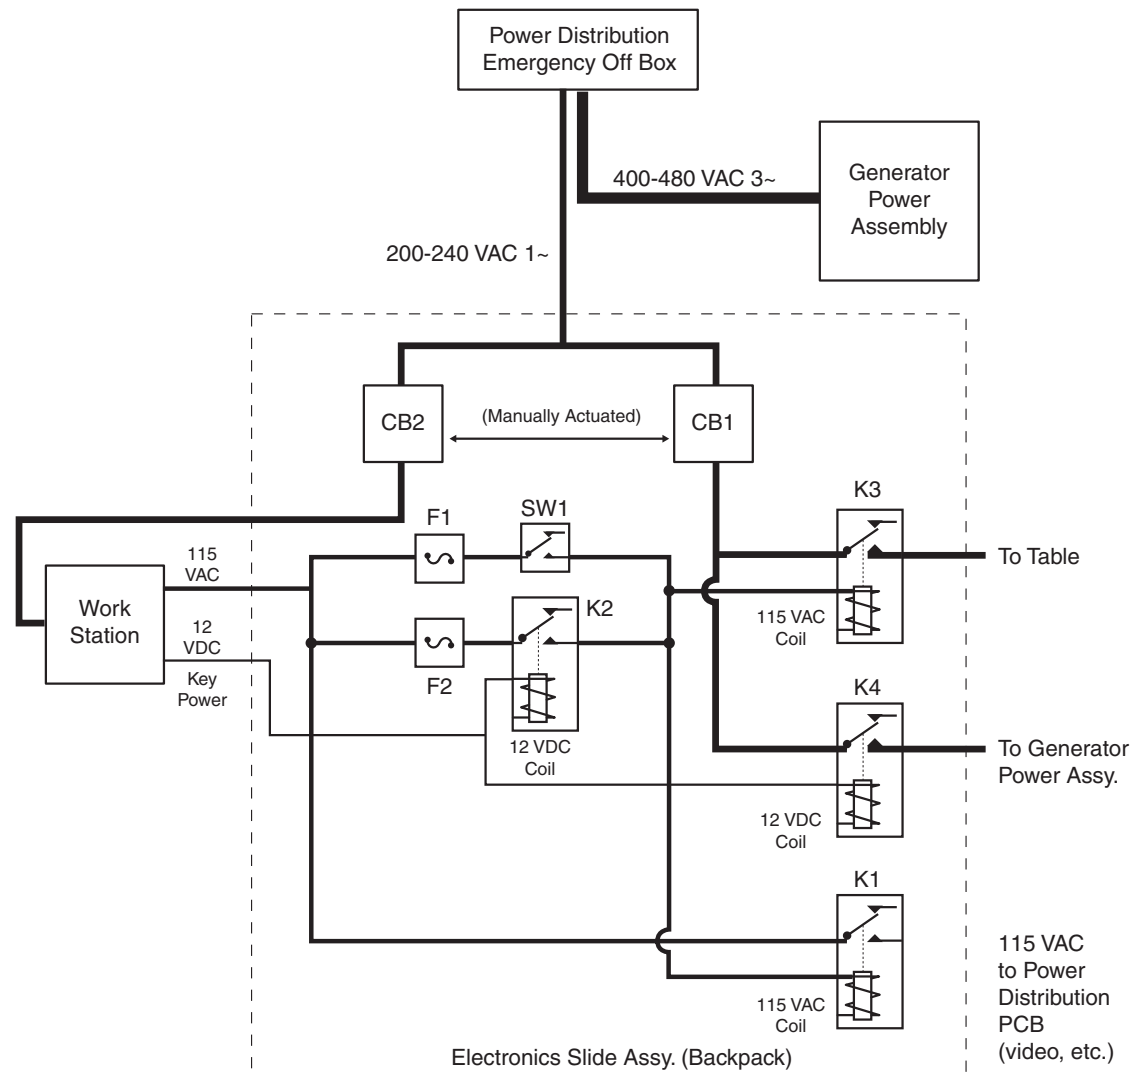 Power Distribution
Emergency Off Box
400-480 VAC 3~
Generator
Power
Assembly
200-240 VAC 1~
CB2
(Manually Actuated)
CB1
K3
SW1
F1
115
VAC
To Table
Work
Station
K2
115 VAC
Coil
12
VDC
Key
Power
F2
K4
12 VDC
Coil
To Generator
Power Assy.
12 VDC
Coil
K1
115 VAC
to Power
Distribution
PCB
(video, etc.)
115 VAC
Coil
Electronics Slide Assy. (Backpack)